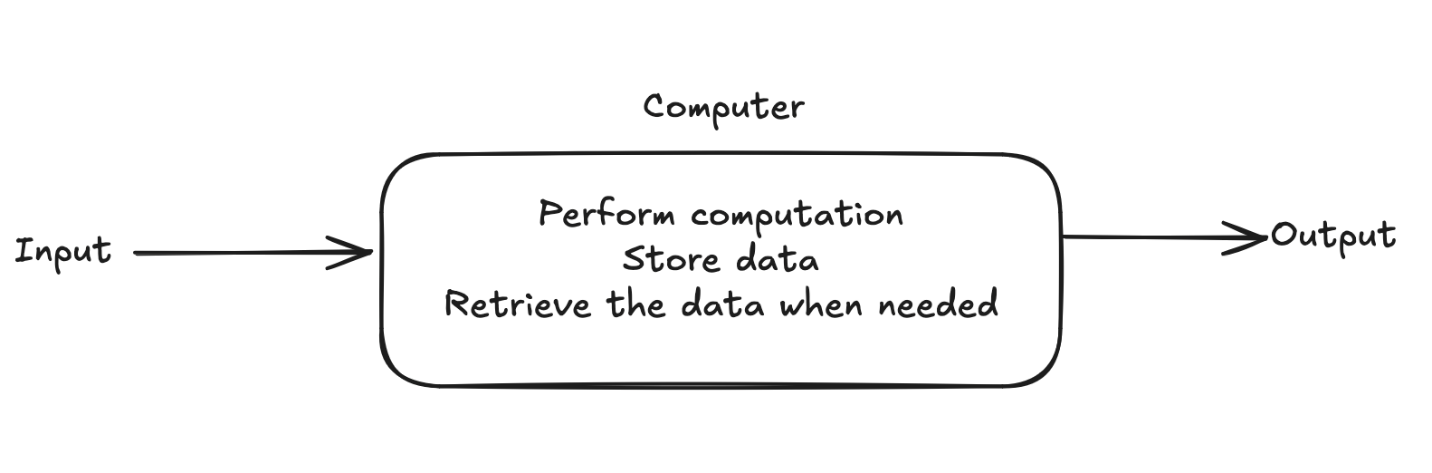 Computer
Perform computation
Store data
Retrieve the data when needed
Input
Output